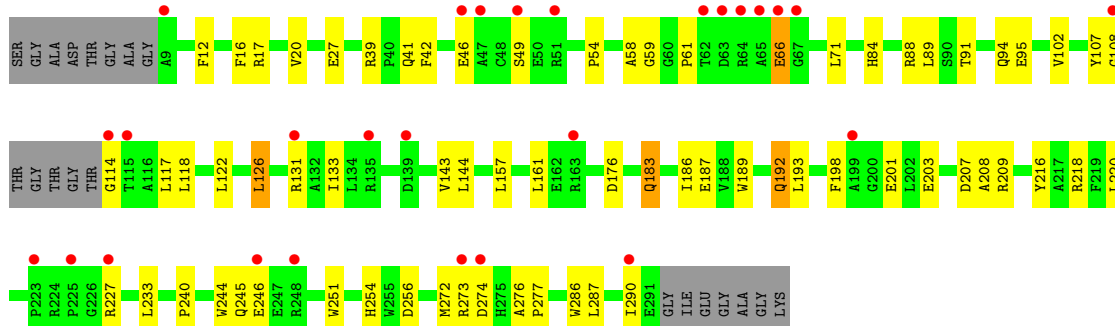 SER GLY ALA ASP THR GLY ALA GLY A9 F12 F16 R17 V20 E27 R39 P40 Q41 F42 E46 A47 C48 S49 E50 R51 P54 A58 G59 G60 P61 T62 D63 R64 A65 E66 G67 L71 H84 R88 L89 S90 T91 Q94 E95 V102 Y107
THR GLY THR GLY THR G114 T115 A116 L117 L118 L122 L126 R131 A132 I133 L134 R135 D139 V143 L144 L157 L161 E162 R163 D176 Q183 I186 E187 V188 W189 Q192 L193 F198 A199 G200 E201 L202 E203 D207 A208 R209 Y216 A217 R218 F219
P223 R224 P225 G226 R227 L233 P240 W244 Q245 E246 E247 R248 W251 H254 W255 D256 M272 R273 D274 H275 A276 P277 W286 L287 I290 E291 GLY ILE GLU GLY ALA GLY LYS